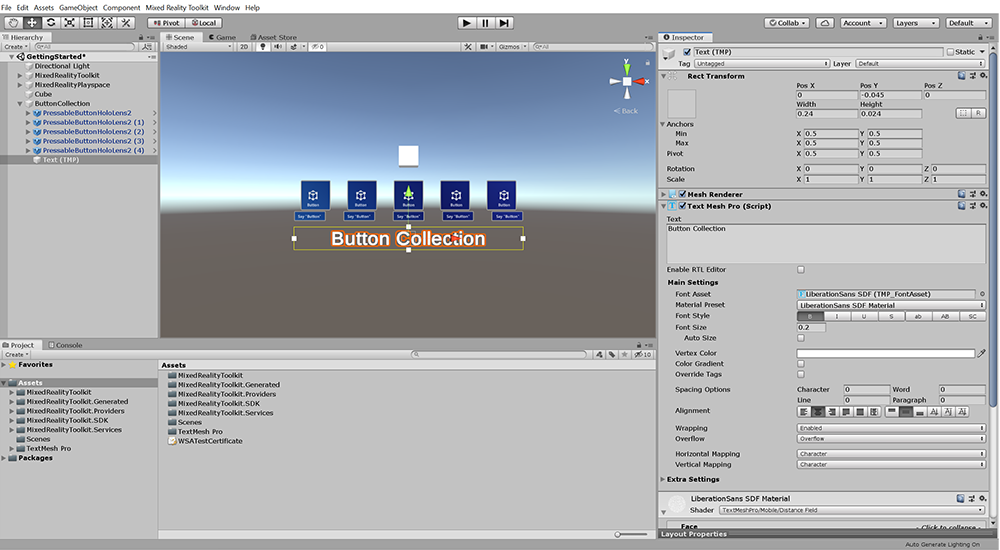 File Edit Assets GameObject Component Mixed Reality Toolkit Window Help
Pivot Local Collab Account Layers Default
Hierarchy
Create All
GettingStarted*
Directional Light
MixedRealityToolkit
MixedRealityPlayspace
Cube
ButtonCollection
PressableButtonHoloLens2
PressableButtonHoloLens2 (1)
PressableButtonHoloLens2 (2)
PressableButtonHoloLens2 (3)
PressableButtonHoloLens2 (4)
Text (TMP)
Scene Game Asset Store
Shaded 2D 0 Gizmos All
y
x
Back
Button Button Button Button Button
Say "Button" Say "Button" Say "Button" Say "Button" Say "Button"
Button Collection
Inspector
Text (TMP) Static
Tag Untagged Layer Default
Rect Transform
Pos X Pos Y Pos Z
0 -0.045 0
Width Height
0.24 0.024 R
Anchors
Min X 0.5 Y 0.5
Max X 0.5 Y 0.5
Pivot X 0.5 Y 0.5
Rotation X 0 Y 0 Z 0
Scale X 1 Y 1 Z 1
Mesh Renderer
Text Mesh Pro (Script)
Text
Button Collection
Enable RTL Editor
Main Settings
Font Asset LiberationSans SDF (TMP_FontAsset)
Material Preset LiberationSans SDF Material
Font Style B I U S ab AB SC
Font Size 0.2
Auto Size
Vertex Color
Color Gradient
Override Tags
Spacing Options Character 0 Word 0
Line 0 Paragraph 0
Alignment
Wrapping Enabled
Overflow Overflow
Horizontal Mapping Character
Vertical Mapping Character
Extra Settings
LiberationSans SDF Material
Shader TextMeshPro/Mobile/Distance Field
Face - Click to collapse -
Layout Properties
Project Console
Create 10
Favorites
Assets
MixedRealityToolkit
MixedRealityToolkit.Generated
MixedRealityToolkit.Providers
MixedRealityToolkit.SDK
MixedRealityToolkit.Services
Scenes
TextMesh Pro
Packages
Assets
MixedRealityToolkit
MixedRealityToolkit.Generated
MixedRealityToolkit.Providers
MixedRealityToolkit.SDK
MixedRealityToolkit.Services
Scenes
TextMesh Pro
WSATestCertificate
Auto Generate Lighting On